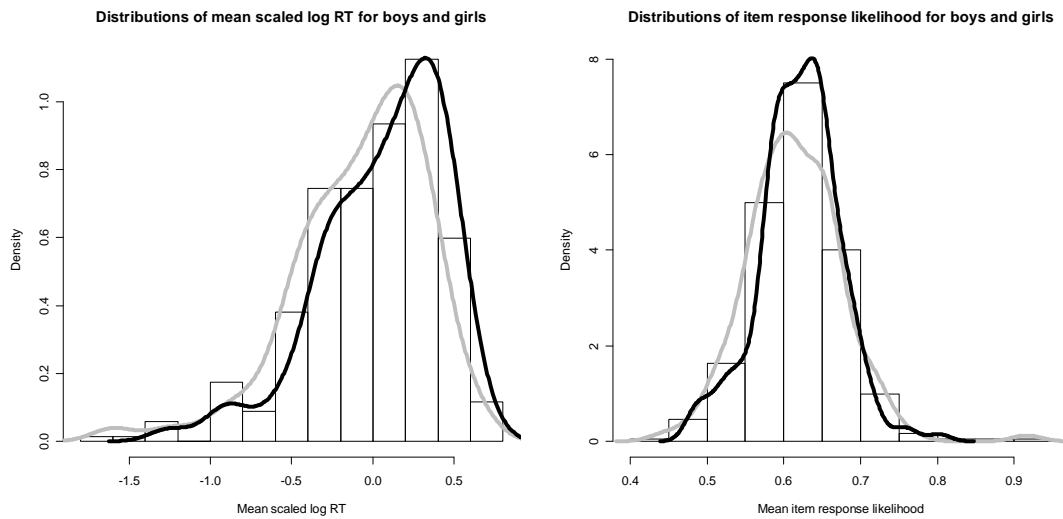 Distributions of mean scaled log RT for boys and girls
Density
1.0
0.8
0.6
0.4
0.2
0.0
-1.5 -1.0 -0.5 0.0 0.5
Mean scaled log RT
Distributions of item response likelihood for boys and girls
Density
8
6
4
2
0
0.4 0.5 0.6 0.7 0.8 0.9
Mean item response likelihood